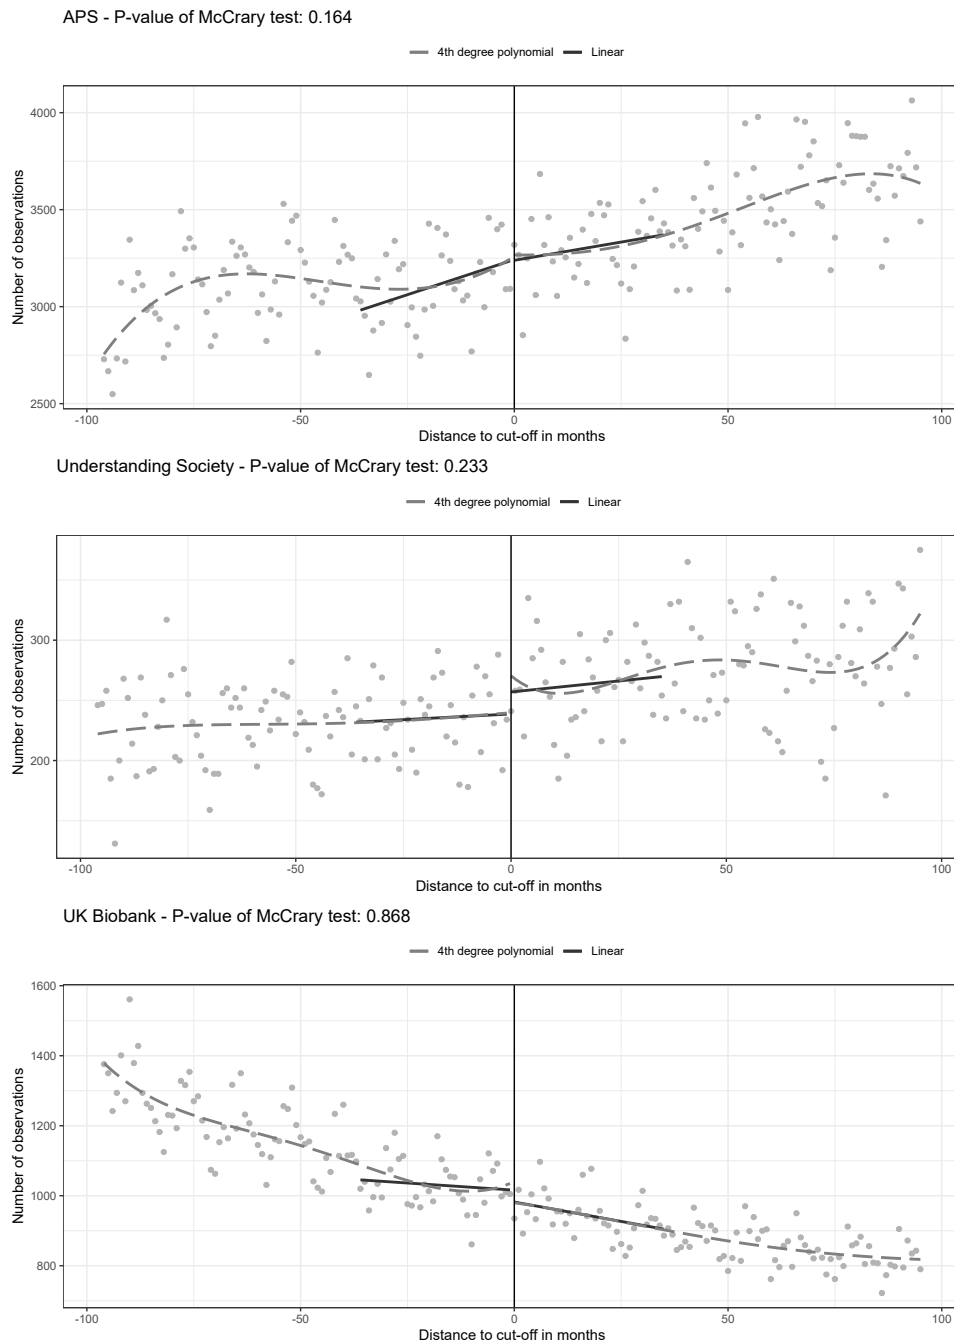 APS - P-value of McCrary test: 0.164
4th degree polynomial Linear
Number of observations
4000
3500
3000
2500
-100 -50 0 50 100
Distance to cut-off in months
Understanding Society - P-value of McCrary test: 0.233
4th degree polynomial Linear
Number of observations
300
200
-100 -50 0 50 100
Distance to cut-off in months
UK Biobank - P-value of McCrary test: 0.868
4th degree polynomial Linear
Number of observations
1600
1400
1200
1000
800
-100 -50 0 50 100
Distance to cut-off in months